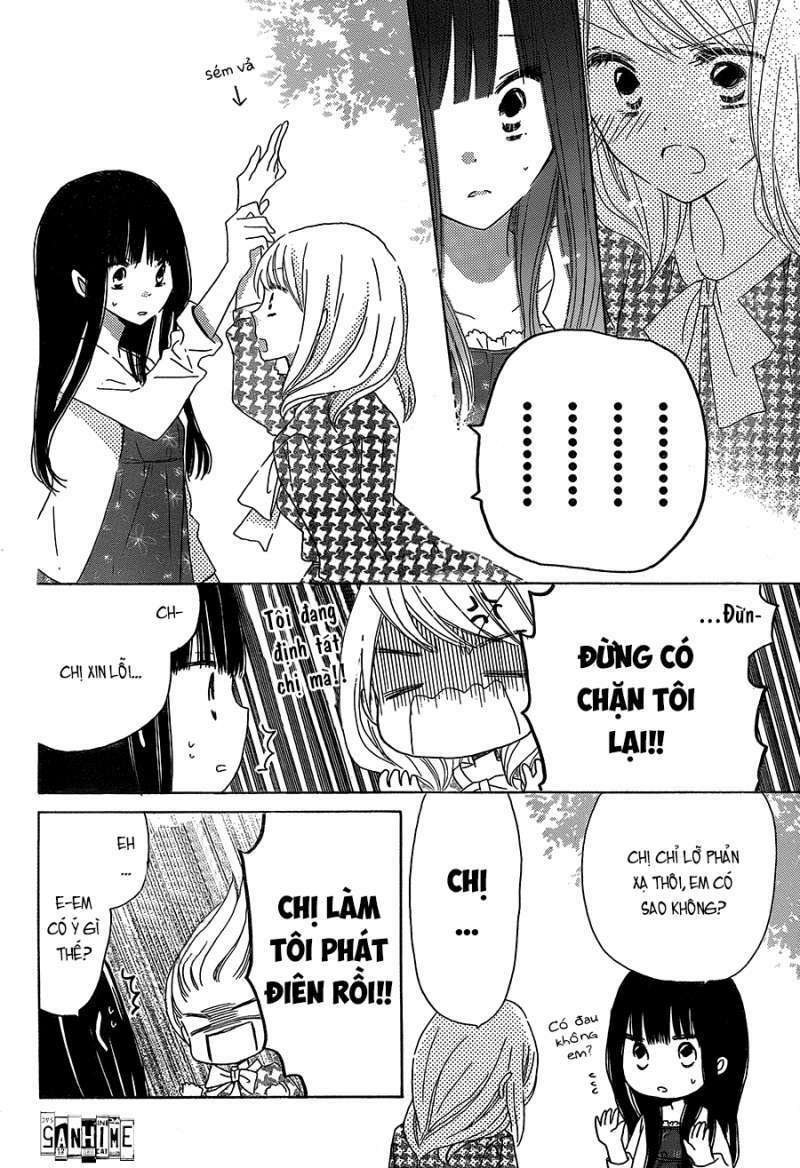 sém vả
...Đừn-
ĐỪNG CÓ
CHẶN TÔI
LẠI!!
Tôi đang
định tát
chị mà!!
CH-
CHỊ XIN LỖI...
CHỊ CHỈ LỠ PHẢN
XẠ THÔI, EM CÓ
SAO KHÔNG?
Có đau
không
em?
CHỊ
...
CHỊ LÀM
TÔI PHÁT
ĐIÊN RỒI!!
EH
...
E-EM
CÓ Ý GÌ
THẾ?
SANHIME